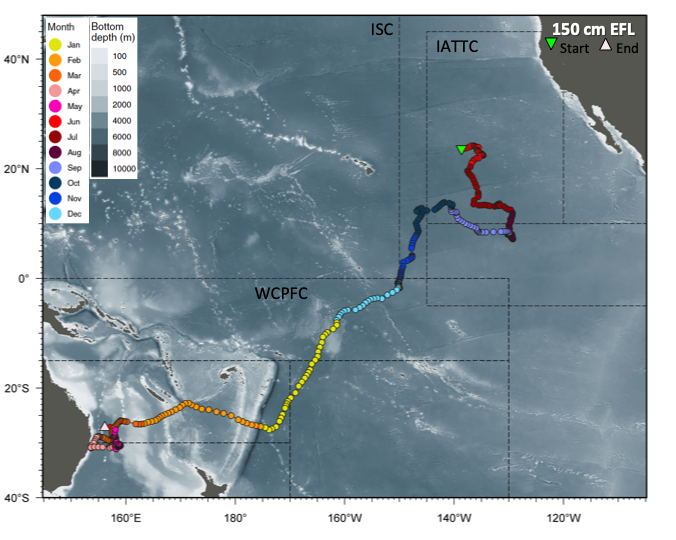 Month
Jan
Feb
Mar
Apr
May
Jun
Jul
Aug
Sep
Oct
Nov
Dec
Bottom
depth (m)
100
500
1000
2000
4000
6000
8000
10000
ISC
IATTC
150 cm EFL
Start
End
WCPFC
40°N
20°N
0°
20°S
40°S
160°E
180°
160°W
140°W
120°W